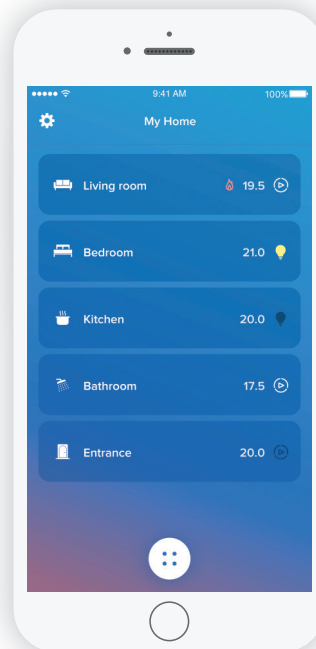 9:41 AM 100%
My Home
Living room 19.5
Bedroom 21.0
Kitchen 20.0
Bathroom 17.5
Entrance 20.0